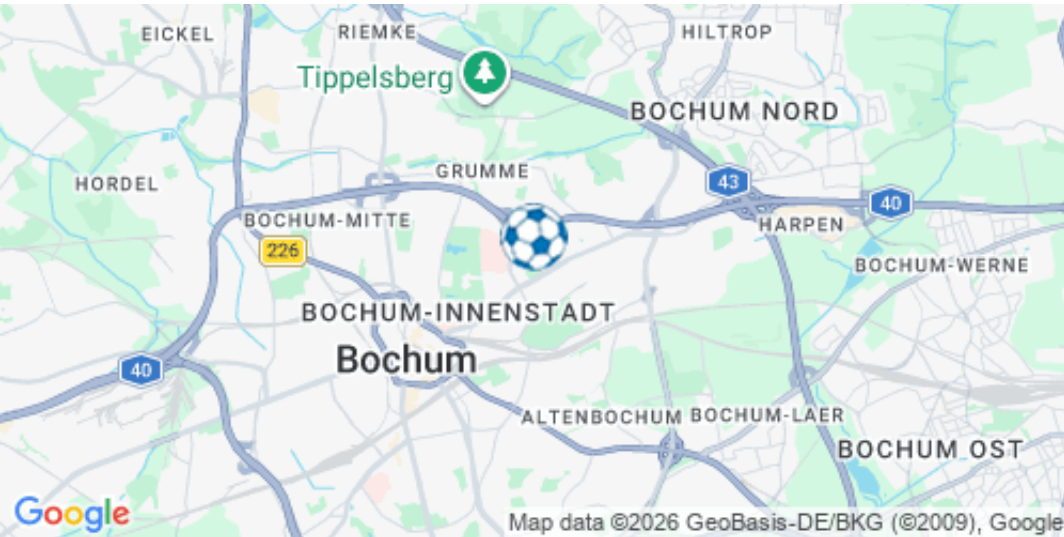 EICKEL
RIEMKE
HILTROP
Tippelsberg
BOCHUM NORD
GRUMME
HORDEL
43
40
BOCHUM-MITTE
HARPEN
226
BOCHUM-WERNE
BOCHUM-INNENSTADT
Bochum
40
ALTENBOCHUM
BOCHUM-LAER
BOCHUM OST
Google
Map data ©2026 GeoBasis-DE/BKG (©2009), Google